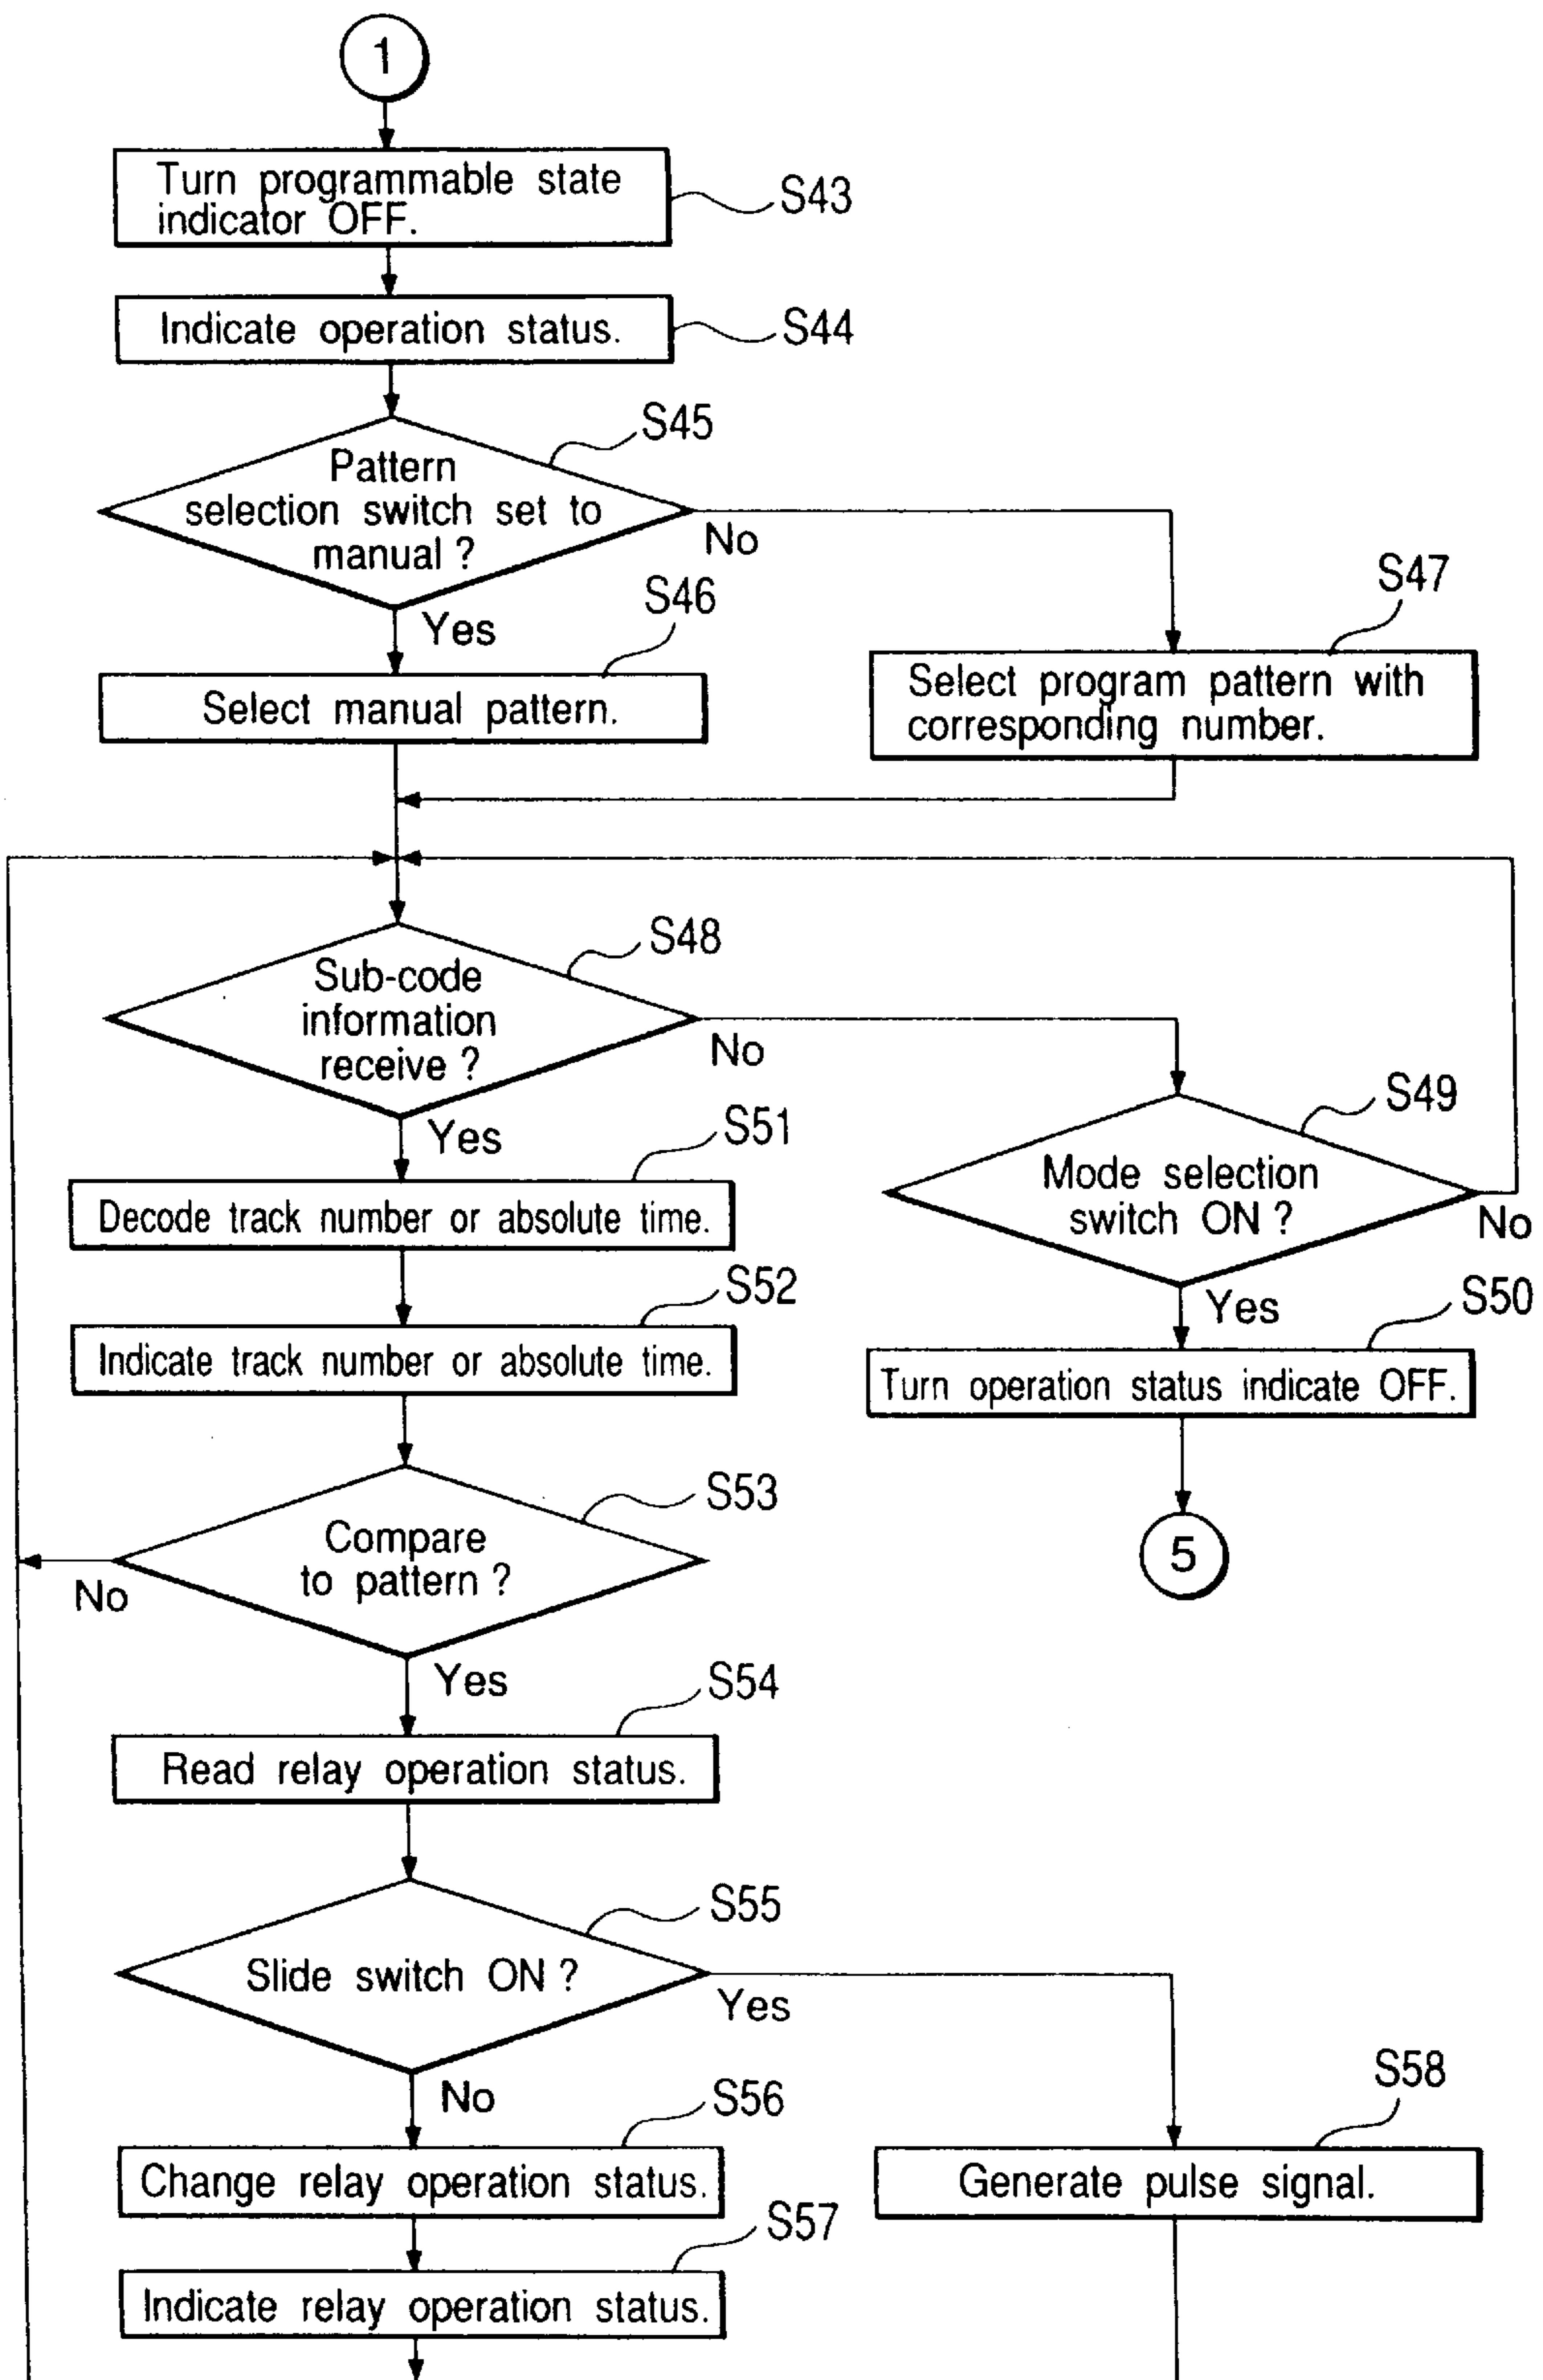 1
Turn programmable state
indicator OFF.
S43
Indicate operation status.
S44
S45
Pattern
selection switch set to
manual ?
No
Yes
S46
Select manual pattern.
S47
Select program pattern with
corresponding number.
S48
Sub-code
information
receive ?
No
Yes
S49
Mode selection
switch ON ?
No
Yes
S50
Turn operation status indicate OFF.
5
S51
Decode track number or absolute time.
S52
Indicate track number or absolute time.
S53
Compare
to pattern ?
No
Yes
S54
Read relay operation status.
S55
Slide switch ON ?
Yes
No
S56
Change relay operation status.
S57
Indicate relay operation status.
S58
Generate pulse signal.